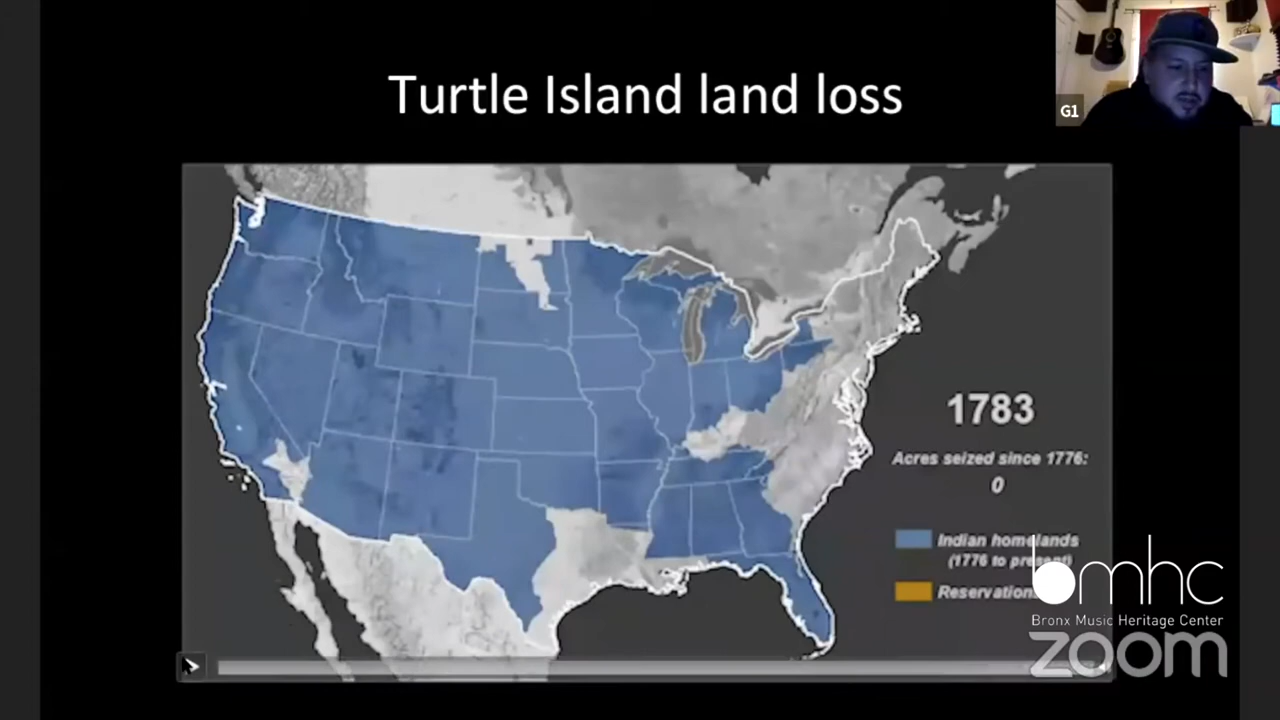 Turtle Island land loss
G1
1783
Acres seized since 1776:
0
Indian homelands
(1776 to present)
Reservation
bmhc
Bronx Music Heritage Center
zoom